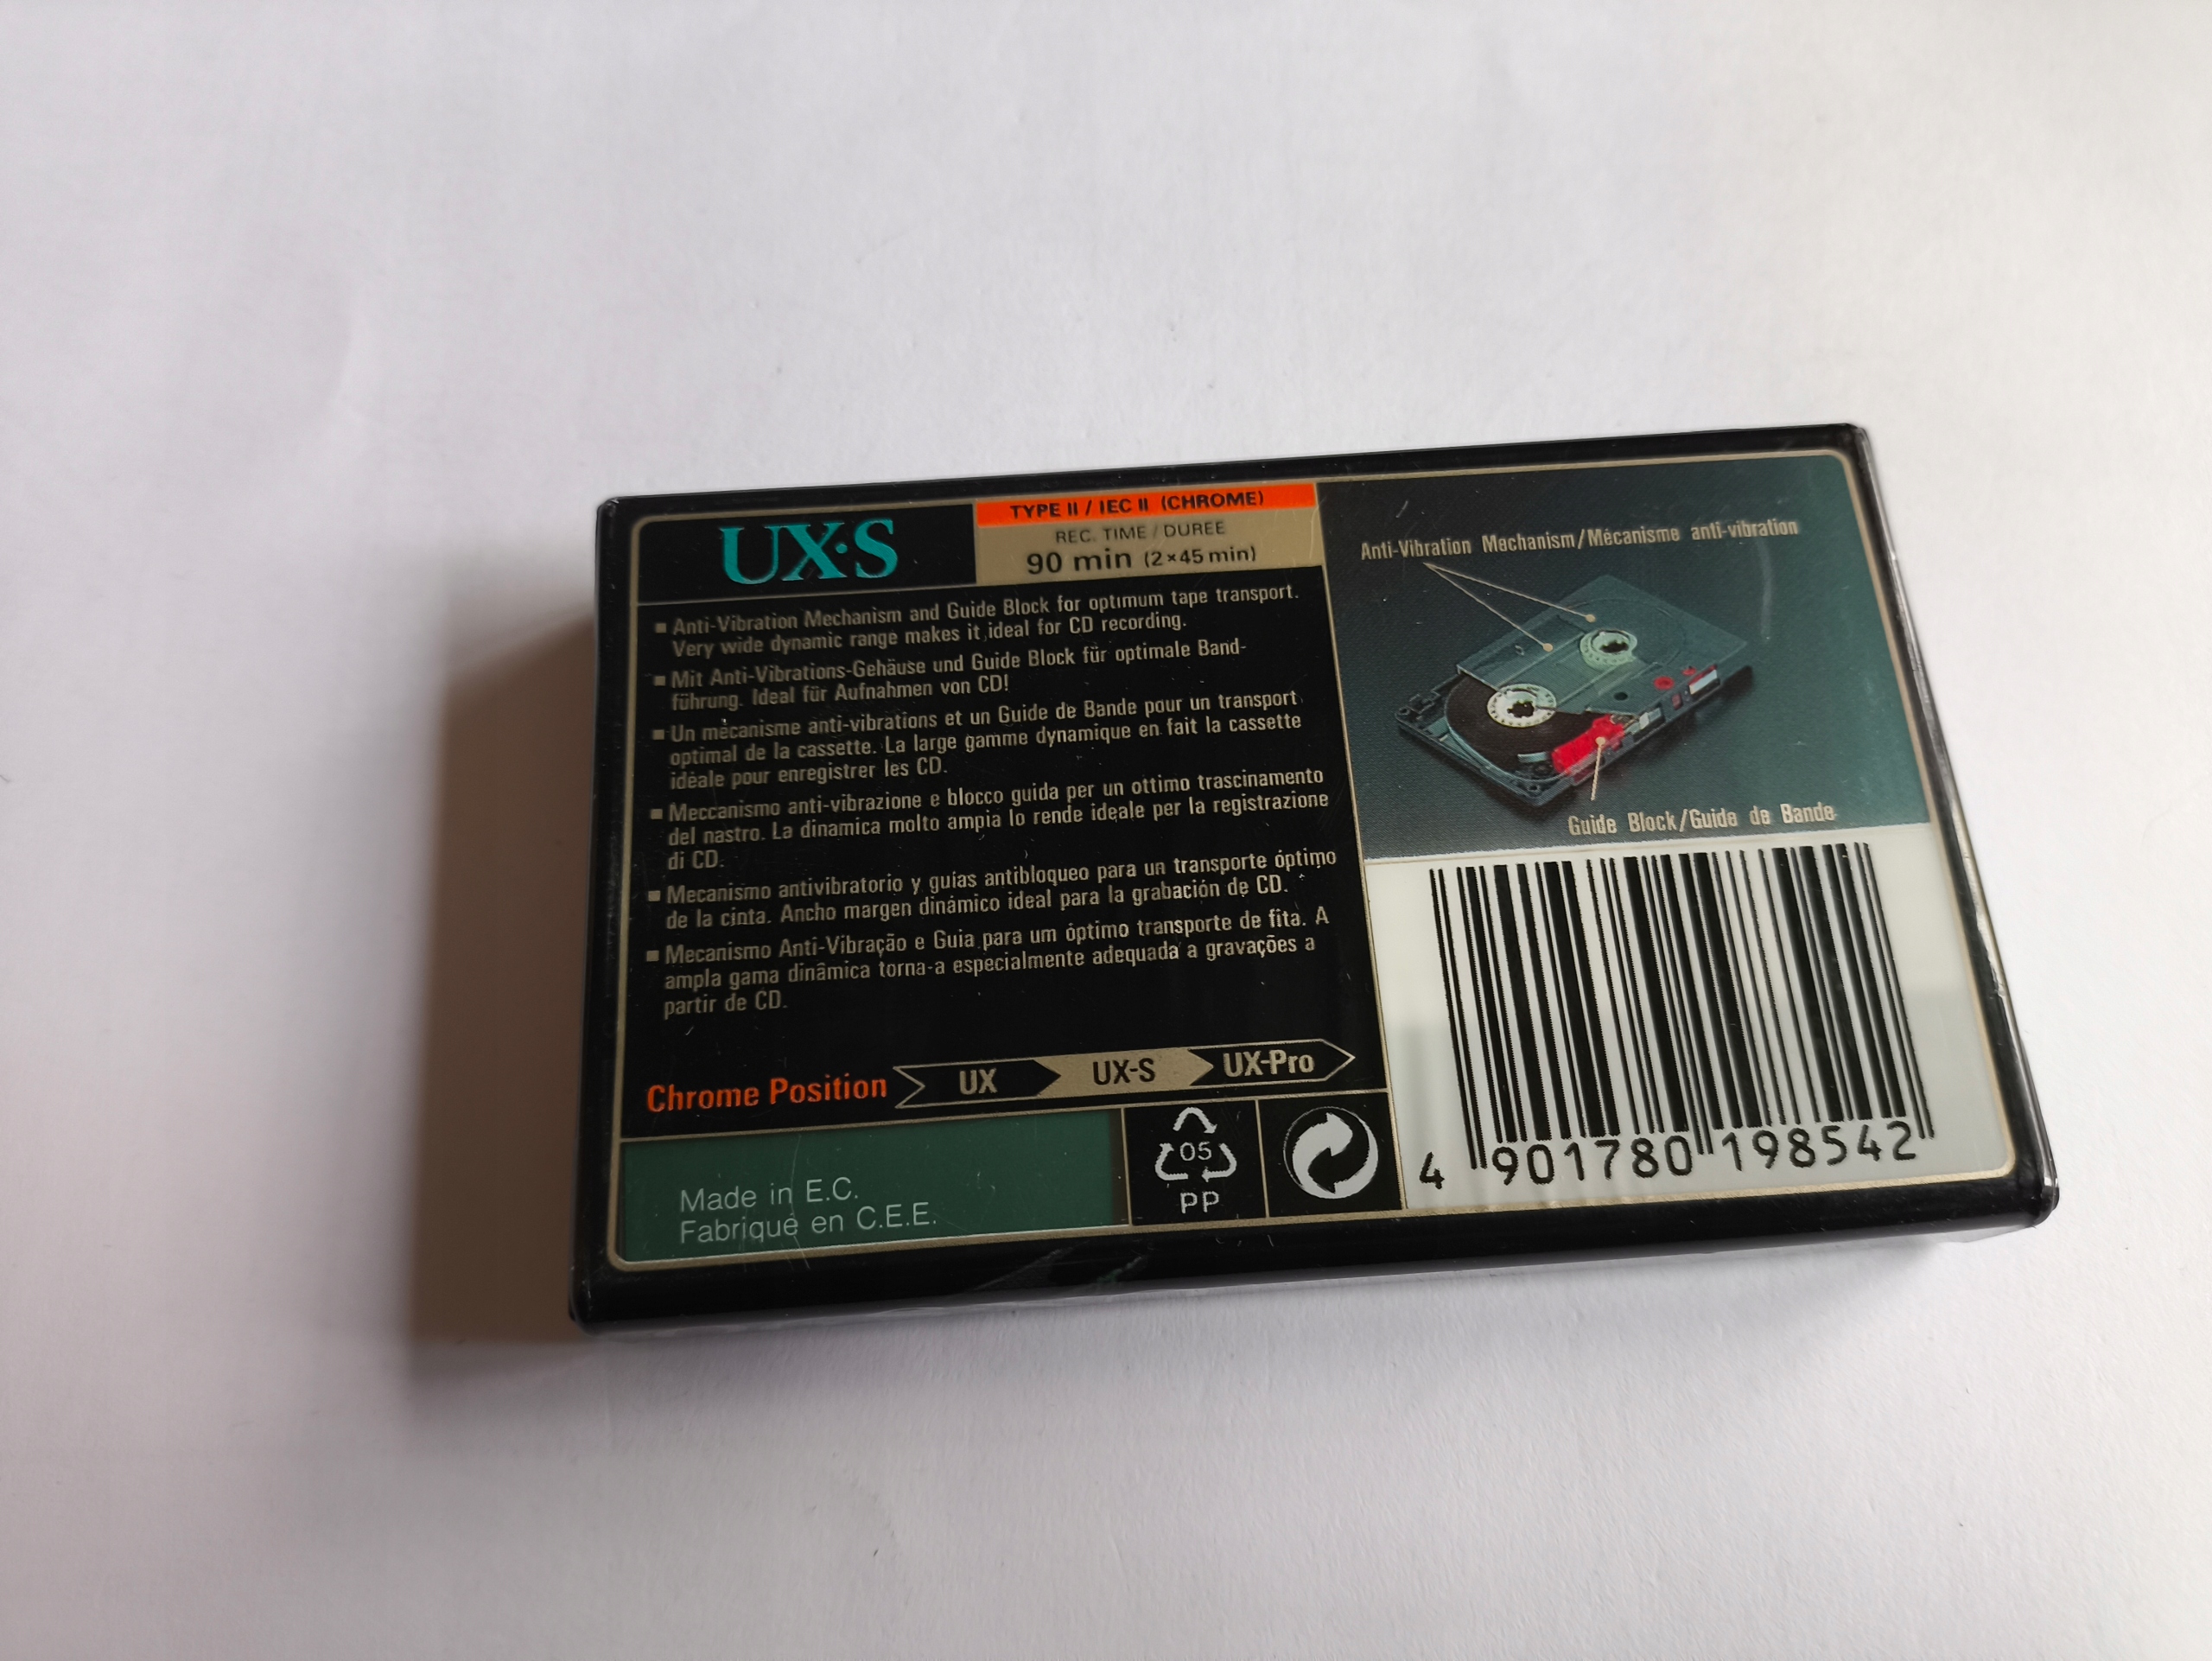 UX·S
TYPE II / IEC II (CHROME)
REC. TIME / DURÉE
90 min (2×45 min)
■ Anti-Vibration Mechanism and Guide Block for optimum tape transport.
Very wide dynamic range makes it ideal for CD recording.
■ Mit Anti-Vibrations-Gehäuse und Guide Block für optimale Band-
führung. Ideal für Aufnahmen von CD!
■ Un mécanisme anti-vibrations et un Guide de Bande pour un transport
optimal de la cassette. La large gamme dynamique en fait la cassette
idéale pour enregistrer les CD.
■ Meccanismo anti-vibrazione e blocco guida per un ottimo trascinamento
del nastro. La dinamica molto ampia lo rende ideale per la registrazione
di CD.
■ Mecanismo antivibratorio y guías antibloqueo para un transporte óptimo
de la cinta. Ancho margen dinámico ideal para la grabación de CD.
■ Mecanismo Anti-Vibração e Guia para um óptimo transporte de fita. A
ampla gama dinâmica torna-a especialmente adequada a gravações a
partir de CD.
Chrome Position UX UX-S UX-Pro
Made in E.C.
Fabriqué en C.E.E.
05
PP
Anti-Vibration Mechanism/Mécanisme anti-vibration
Guide Block/Guide de Bande
4 901780 198542